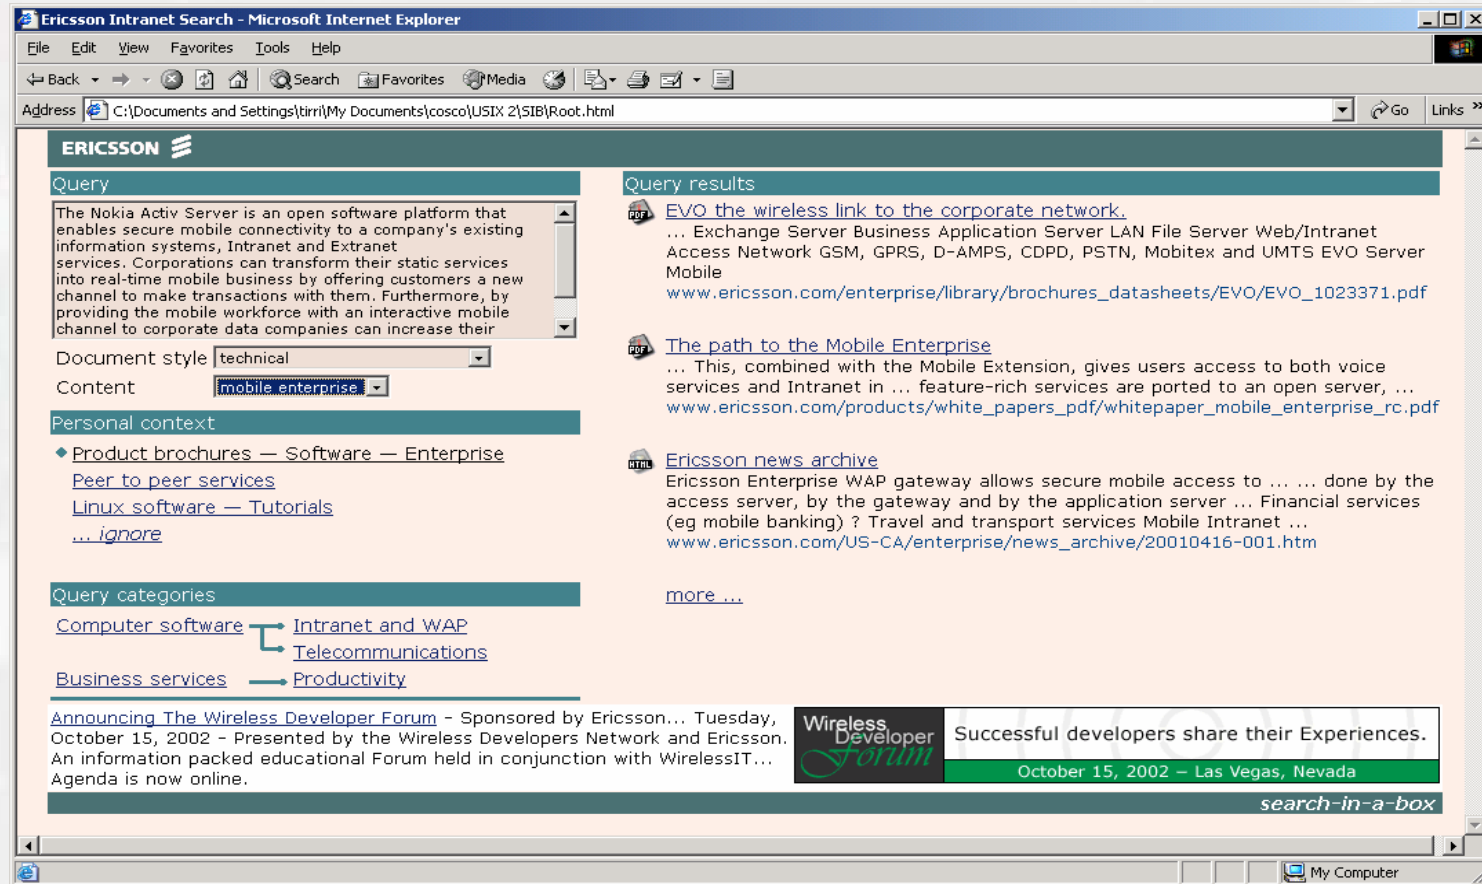 Ericsson Intranet Search - Microsoft Internet Explorer
File Edit View Favorites Tools Help
Back Search Favorites Media
Address C:\Documents and Settings\tirri\My Documents\cosco\USIX 2\SIB\Root.html Go Links »
ERICSSON
Query
The Nokia Activ Server is an open software platform that
enables secure mobile connectivity to a company's existing
information systems, Intranet and Extranet
services. Corporations can transform their static services
into real-time mobile business by offering customers a new
channel to make transactions with them. Furthermore, by
providing the mobile workforce with an interactive mobile
channel to corporate data companies can increase their
Document style technical
Content mobile enterprise
Personal context
Product brochures — Software — Enterprise
Peer to peer services
Linux software — Tutorials
... ignore
Query categories
Computer software Intranet and WAP
Telecommunications
Business services Productivity
Query results
PDF EVO the wireless link to the corporate network.
... Exchange Server Business Application Server LAN File Server Web/Intranet
Access Network GSM, GPRS, D-AMPS, CDPD, PSTN, Mobitex and UMTS EVO Server
Mobile
www.ericsson.com/enterprise/library/brochures_datasheets/EVO/EVO_1023371.pdf
PDF The path to the Mobile Enterprise
... This, combined with the Mobile Extension, gives users access to both voice
services and Intranet in ... feature-rich services are ported to an open server, ...
www.ericsson.com/products/white_papers_pdf/whitepaper_mobile_enterprise_rc.pdf
HTML Ericsson news archive
Ericsson Enterprise WAP gateway allows secure mobile access to ... ... done by the
access server, by the gateway and by the application server ... Financial services
(eg mobile banking) ? Travel and transport services Mobile Intranet ...
www.ericsson.com/US-CA/enterprise/news_archive/20010416-001.htm
more ...
Announcing The Wireless Developer Forum - Sponsored by Ericsson... Tuesday,
October 15, 2002 - Presented by the Wireless Developers Network and Ericsson.
An information packed educational Forum held in conjunction with WirelessIT...
Agenda is now online.
Wireless
Developer
Forum
Successful developers share their Experiences.
October 15, 2002 – Las Vegas, Nevada
search-in-a-box
My Computer